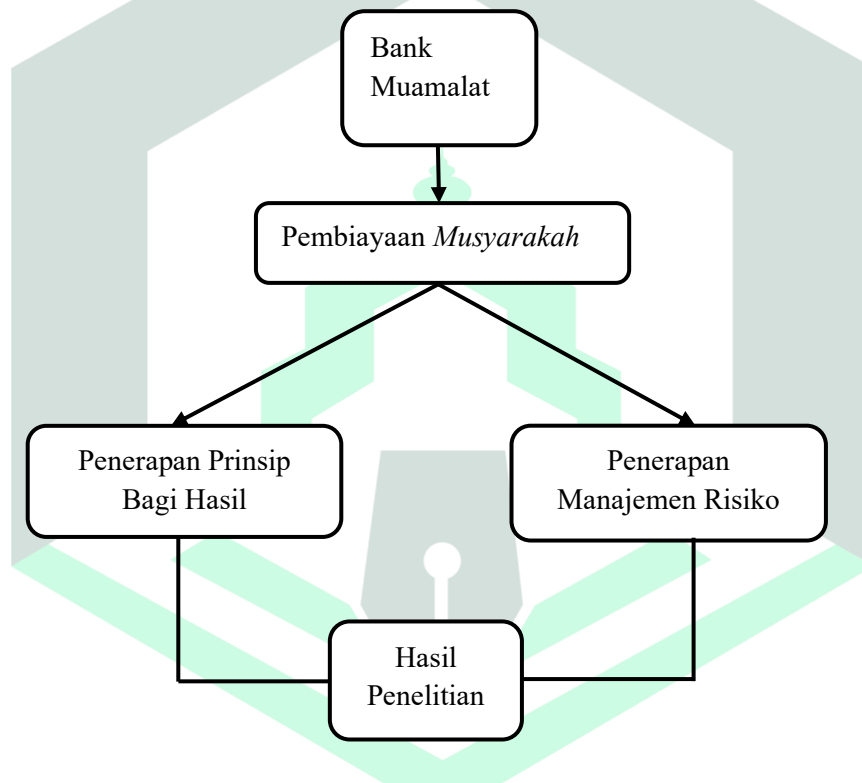 Bank
Muamalat
Pembiayaan Musyarakah
Penerapan Prinsip
Bagi Hasil
Penerapan
Manajemen Risiko
Hasil
Penelitian